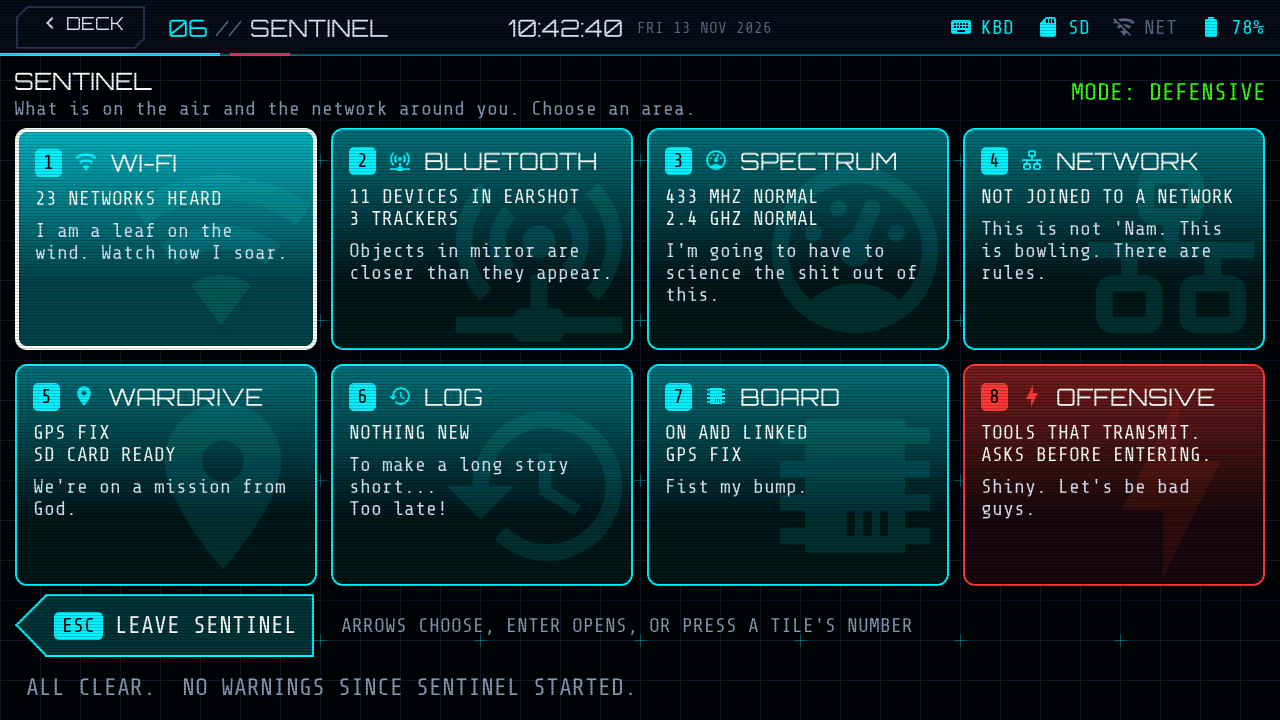 DECK
06 // SENTINEL
10:42:40
FRI 13 NOV 2026
KBD
SD
NET
78%
SENTINEL
What is on the air and the network around you. Choose an area.
MODE: DEFENSIVE
1 WI-FI
23 NETWORKS HEARD
I am a leaf on the
wind. Watch how I soar.
2 BLUETOOTH
11 DEVICES IN EARSHOT
3 TRACKERS
Objects in mirror are
closer than they appear.
3 SPECTRUM
433 MHZ NORMAL
2.4 GHZ NORMAL
I'm going to have to
science the shit out of
this.
4 NETWORK
NOT JOINED TO A NETWORK
This is not 'Nam. This
is bowling. There are
rules.
5 WARDRIVE
GPS FIX
SD CARD READY
We're on a mission from
God.
6 LOG
NOTHING NEW
To make a long story
short...
Too late!
7 BOARD
ON AND LINKED
GPS FIX
Fist my bump.
8 OFFENSIVE
TOOLS THAT TRANSMIT.
ASKS BEFORE ENTERING.
Shiny. Let's be bad
guys.
ESC LEAVE SENTINEL
ARROWS CHOOSE, ENTER OPENS, OR PRESS A TILE'S NUMBER
ALL CLEAR. NO WARNINGS SINCE SENTINEL STARTED.